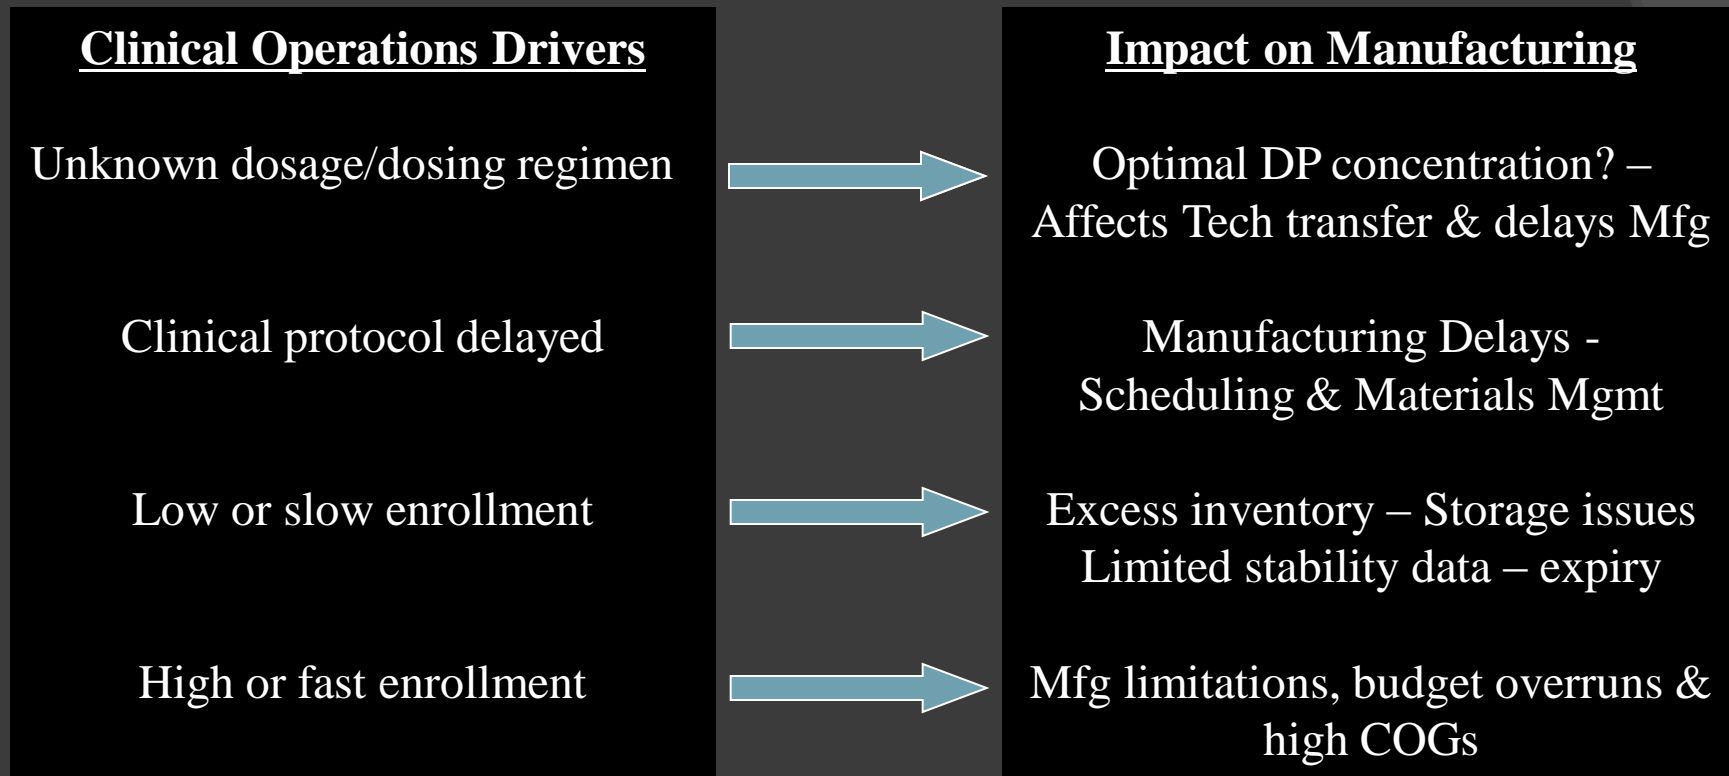 Clinical Operations Drivers
Unknown dosage/dosing regimen
Clinical protocol delayed
Low or slow enrollment
High or fast enrollment
Impact on Manufacturing
Optimal DP concentration? –
Affects Tech transfer & delays Mfg
Manufacturing Delays -
Scheduling & Materials Mgmt
Excess inventory – Storage issues
Limited stability data – expiry
Mfg limitations, budget overruns &
high COGs